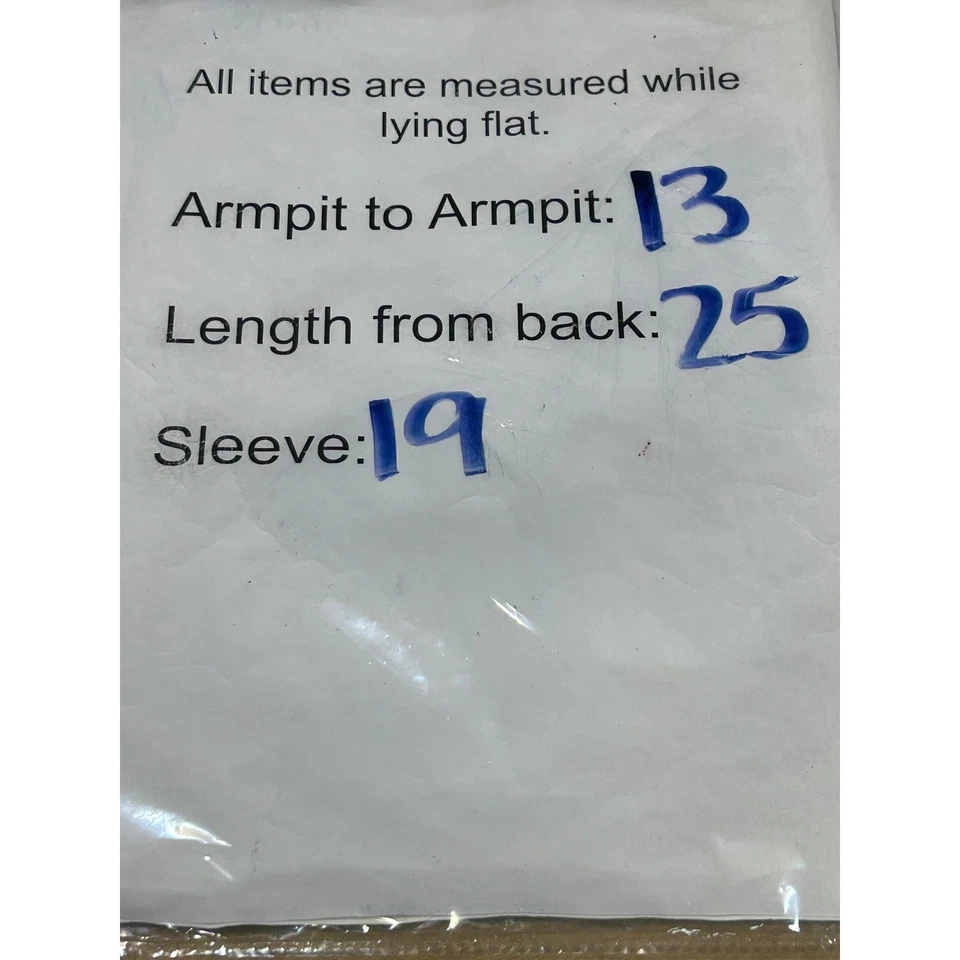 All items are measured while
lying flat.
Armpit to Armpit: 13
Length from back: 25
Sleeve: 19